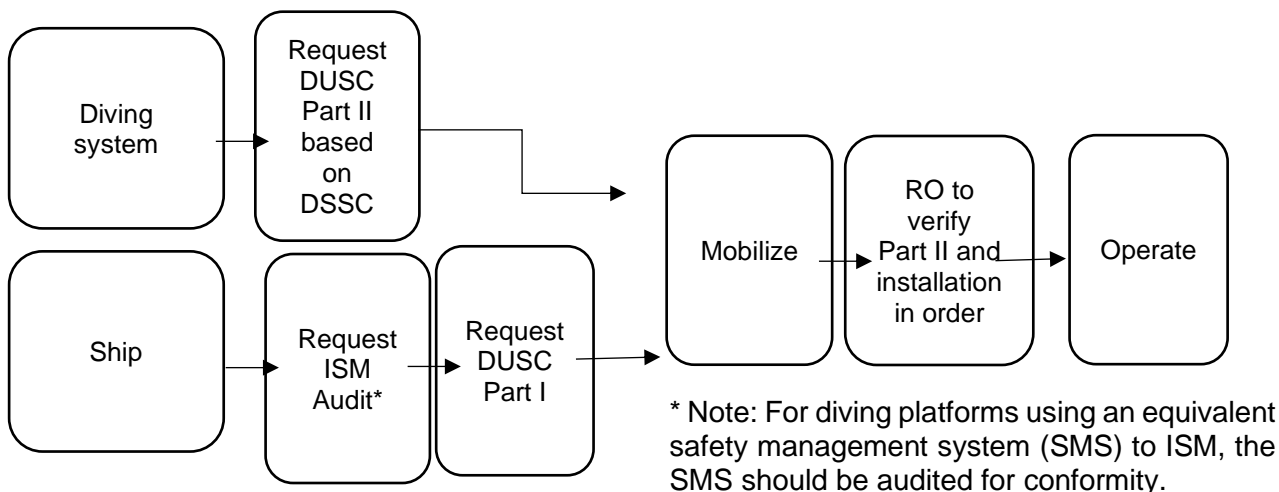 Diving
system
Request
DUSC
Part II
based
on
DSSC
Ship
Request
ISM
Audit*
Request
DUSC
Part I
Mobilize
RO to
verify
Part II and
installation
in order
Operate
* Note: For diving platforms using an equivalent
safety management system (SMS) to ISM, the
SMS should be audited for conformity.